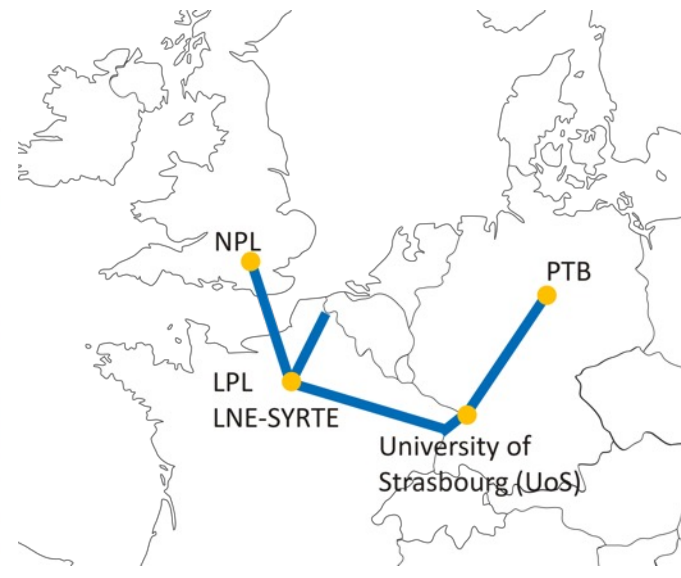 NPL
PTB
LPL
LNE-SYRTE
University of
Strasbourg (UoS)